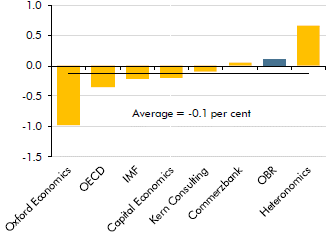 1.0
0.5
0.0
-0.5
-1.0
-1.5
Average = -0.1 per cent
Oxford Economics
OECD
IMF
Capital Economics
Kern Consulting
Commerzbank
OBR
Heteronomics